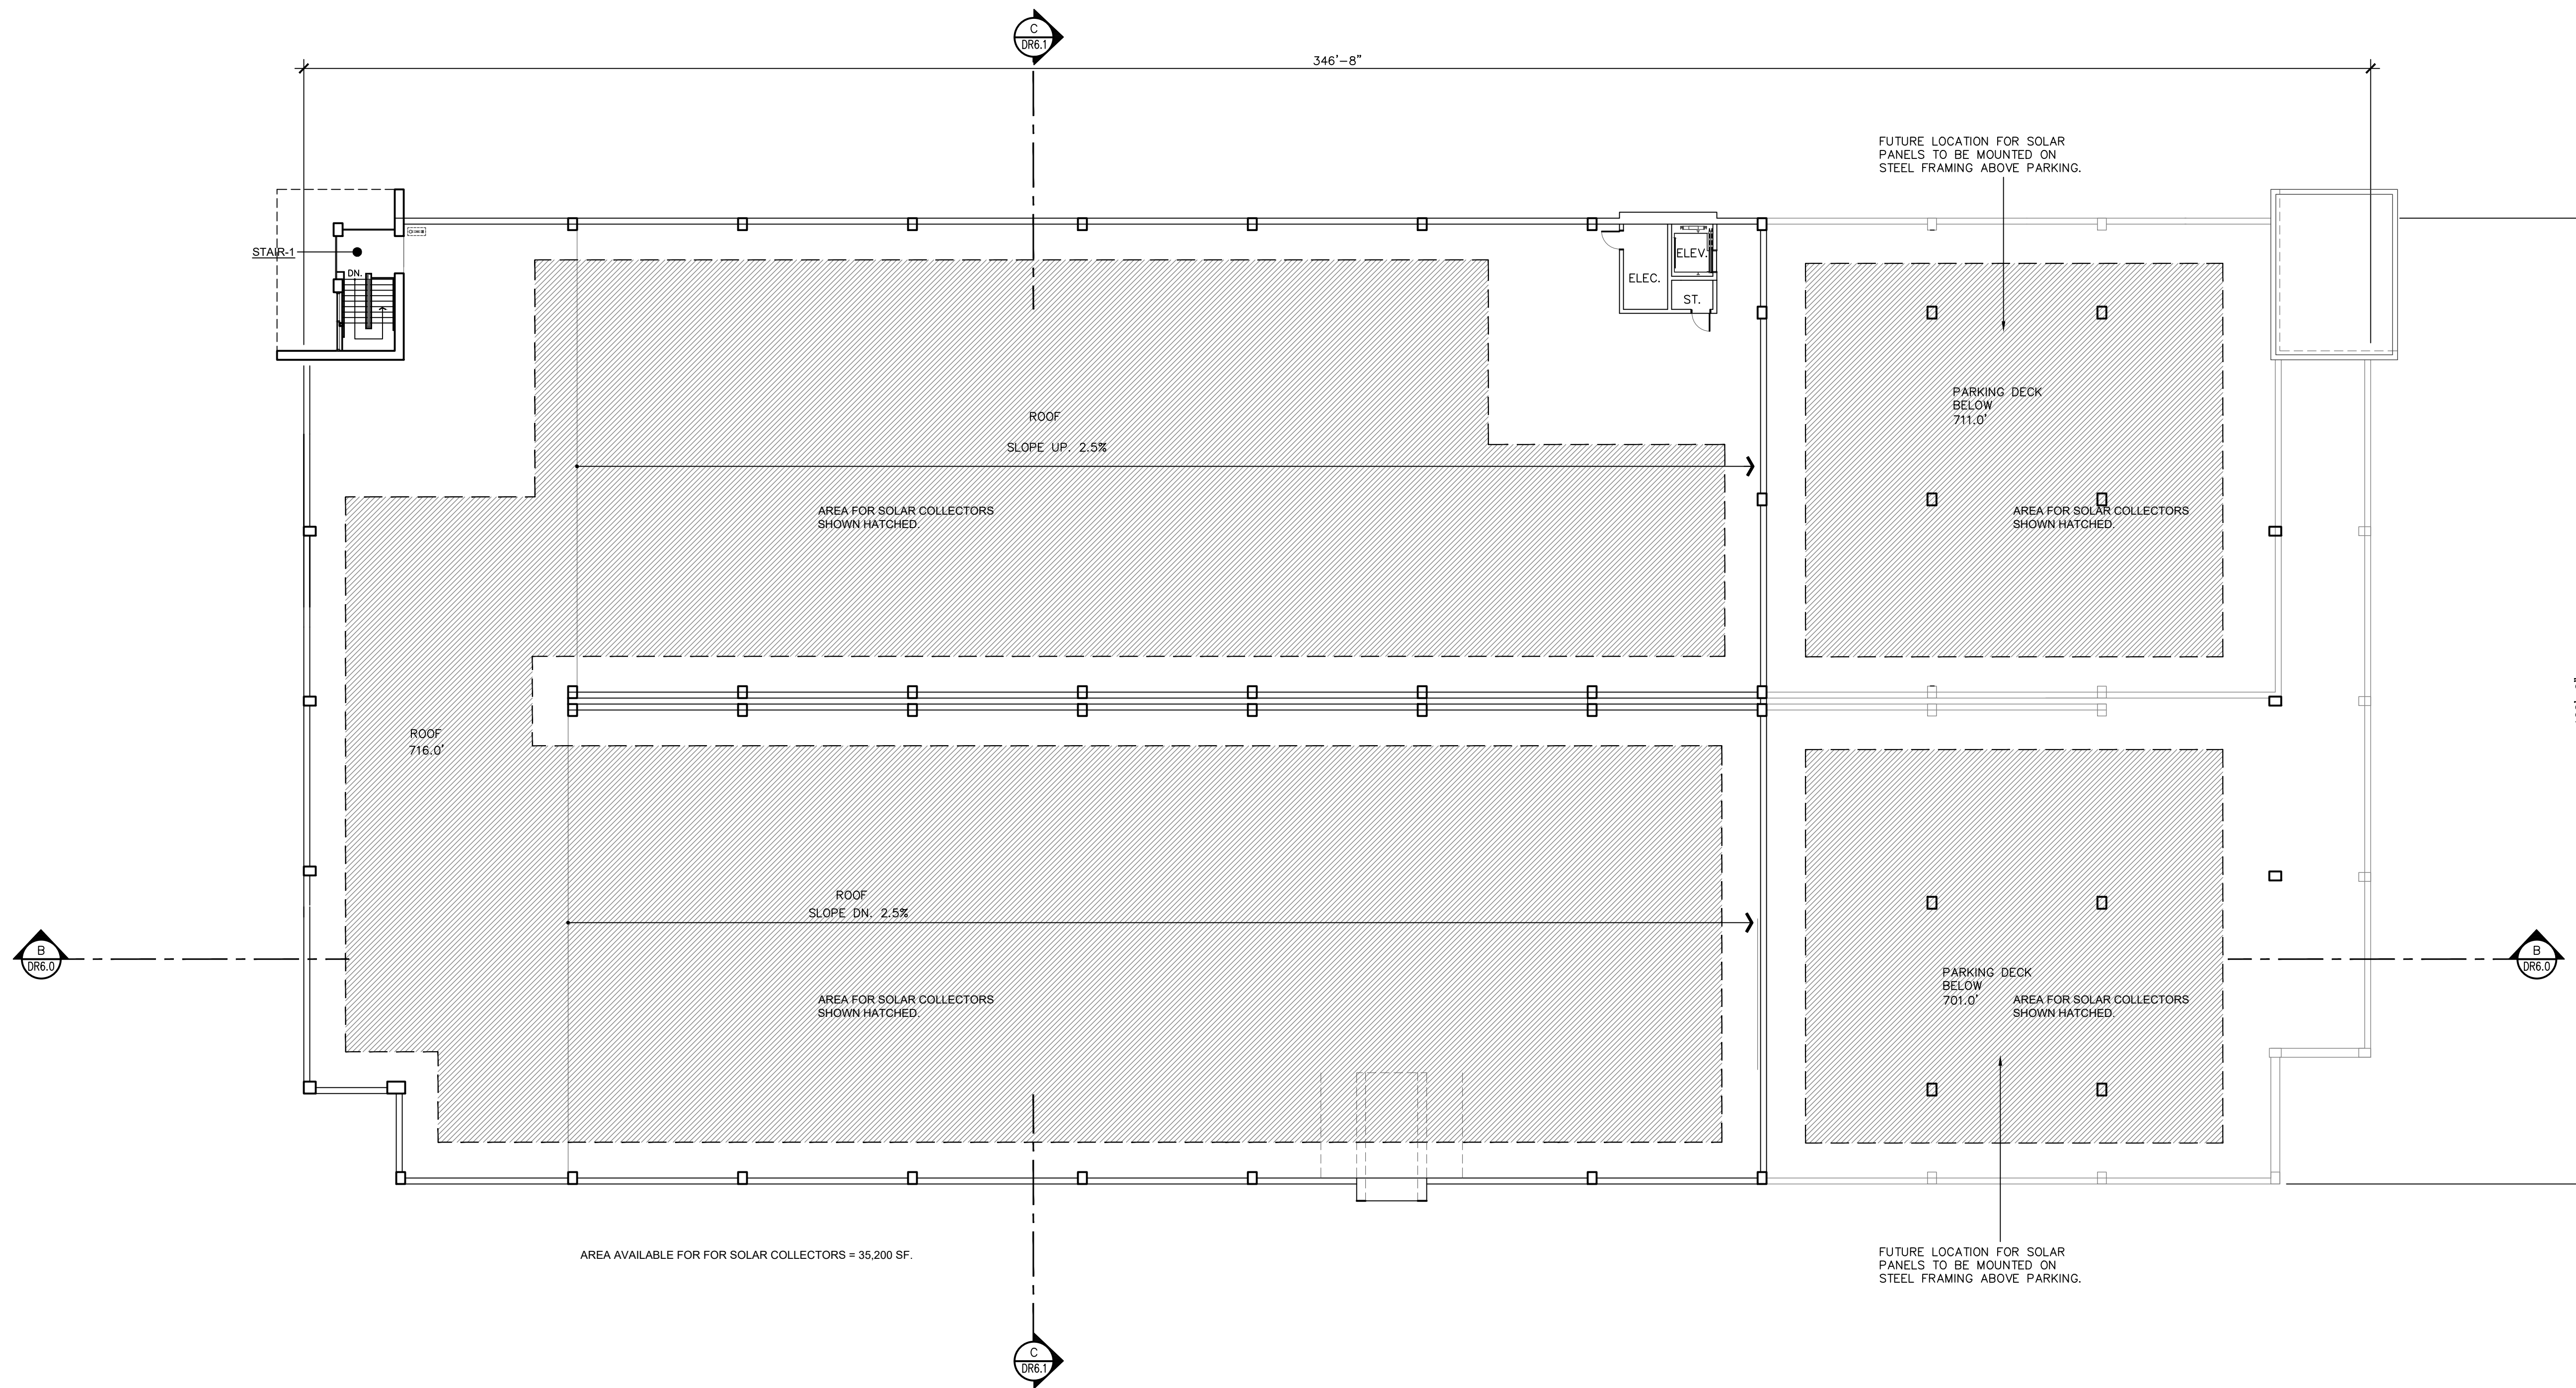 C
DR6.1
346'-8"
FUTURE LOCATION FOR SOLAR
PANELS TO BE MOUNTED ON
STEEL FRAMING ABOVE PARKING.
STAIR-1
DN.
ELEV.
ELEC.
ST.
ROOF
SLOPE UP. 2.5%
PARKING DECK
BELOW
711.0'
AREA FOR SOLAR COLLECTORS
SHOWN HATCHED.
AREA FOR SOLAR COLLECTORS
SHOWN HATCHED.
ROOF
716.0'
ROOF
SLOPE DN. 2.5%
B
DR6.0
B
DR6.0
PARKING DECK
BELOW
701.0'
AREA FOR SOLAR COLLECTORS
SHOWN HATCHED.
AREA FOR SOLAR COLLECTORS
SHOWN HATCHED.
AREA AVAILABLE FOR FOR SOLAR COLLECTORS = 35,200 SF.
FUTURE LOCATION FOR SOLAR
PANELS TO BE MOUNTED ON
STEEL FRAMING ABOVE PARKING.
C
DR6.1